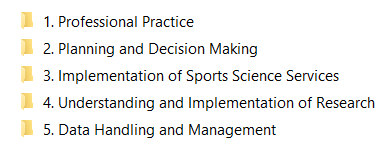 1. Professional Practice
2. Planning and Decision Making
3. Implementation of Sports Science Services
4. Understanding and Implementation of Research
5. Data Handling and Management